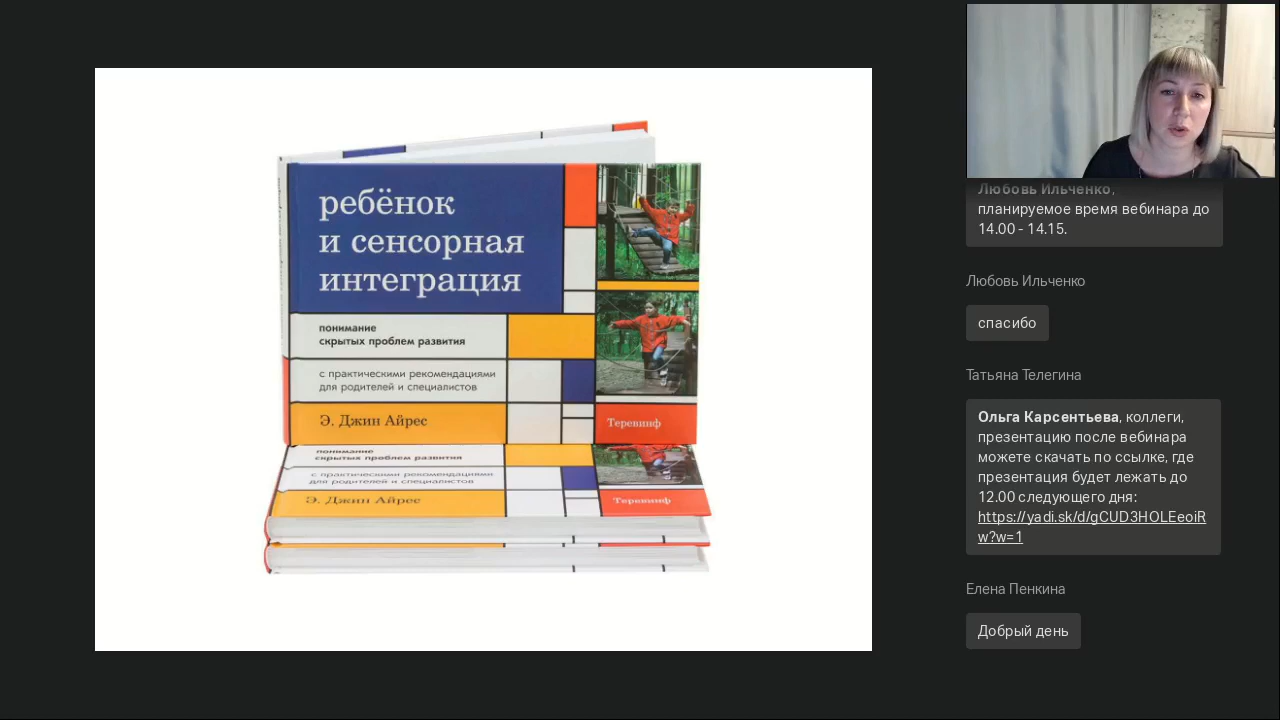 ребёнок
и сенсорная
интеграция
понимание
скрытых проблем развития
с практическими рекомендациями
для родителей и специалистов
Э. Джин Айрес
Теревинф
понимание
скрытых проблем развития
с практическими рекомендациями
для родителей и специалистов
Э. Джин Айрес
Теревинф
Любовь Ильченко,
планируемое время вебинара до
14.00 - 14.15.
Любовь Ильченко
спасибо
Татьяна Телегина
Ольга Карсентьева, коллеги,
презентацию после вебинара
можете скачать по ссылке, где
презентация будет лежать до
12.00 следующего дня:
https://yadi.sk/d/gCUD3HOLEeoiR
w?w=1
Елена Пенкина
Добрый день